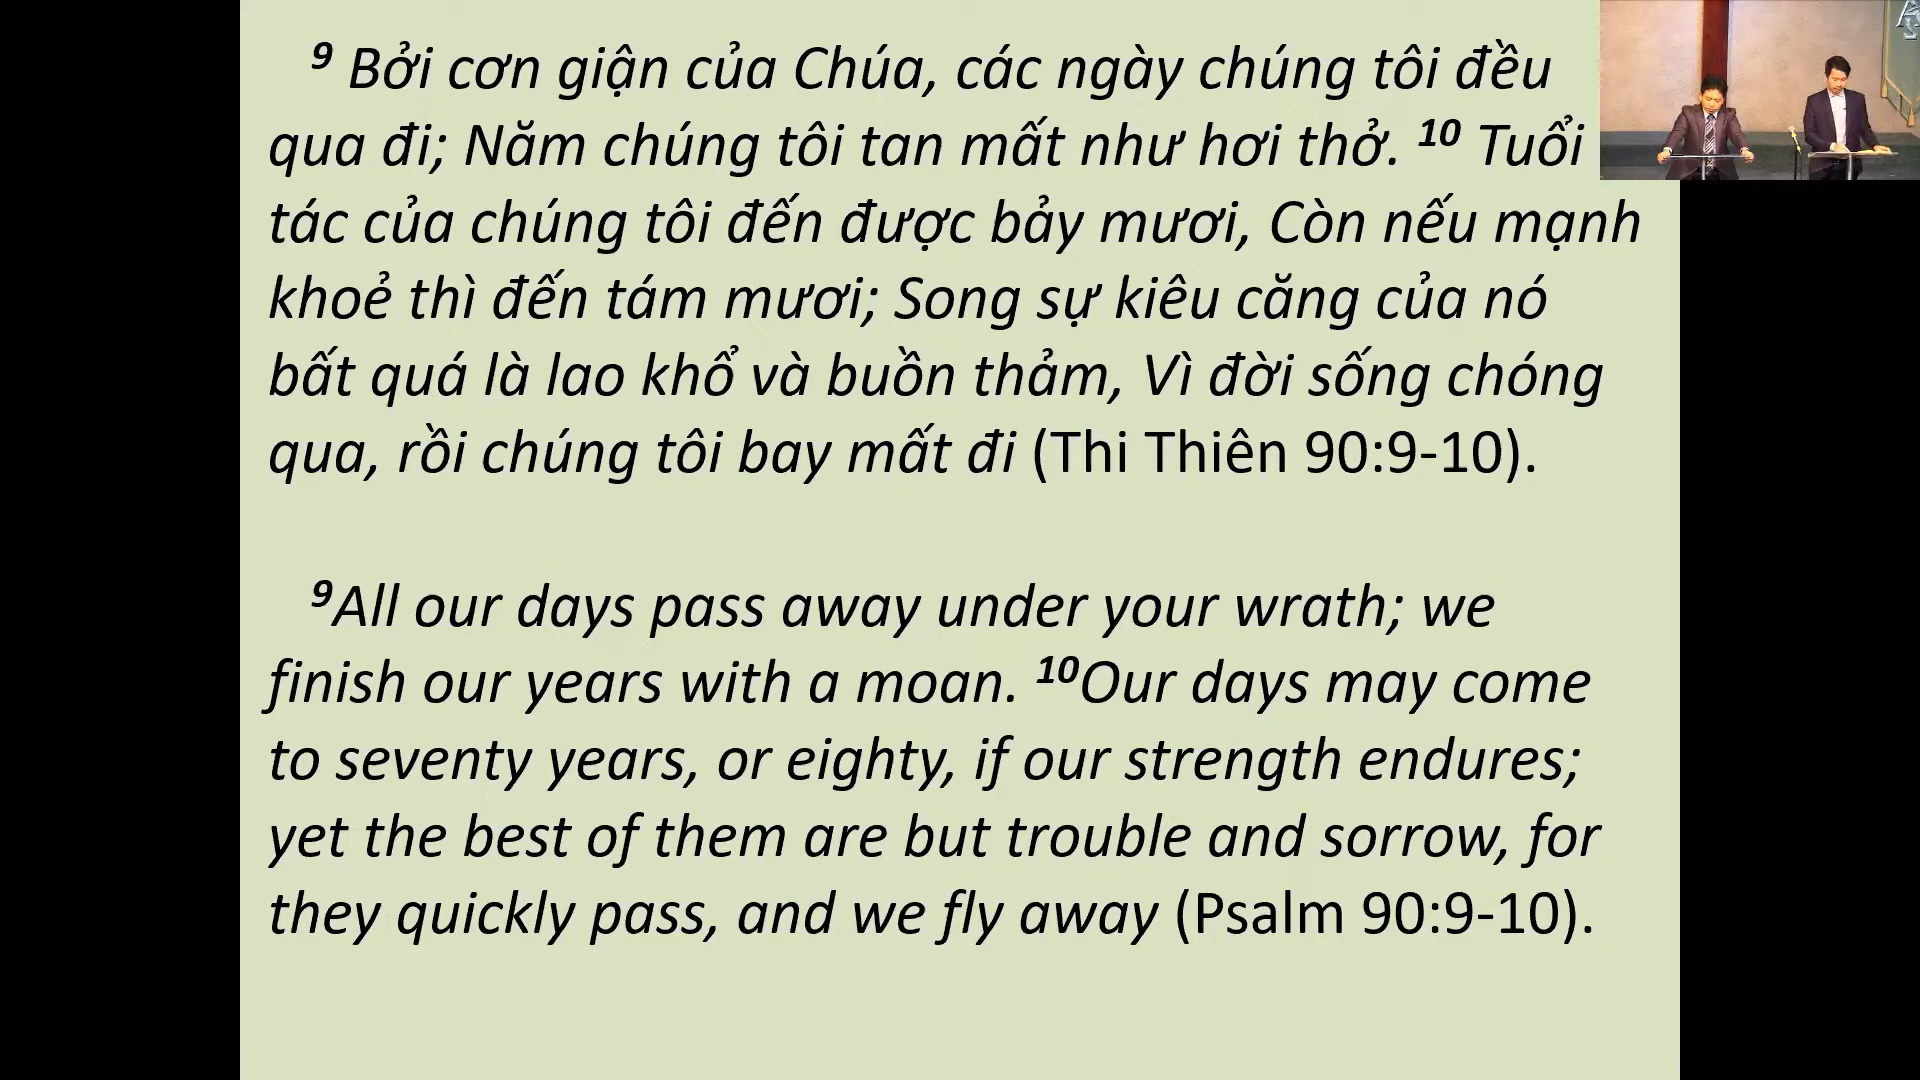 9 Bởi cơn giận của Chúa, các ngày chúng tôi đều
qua đi; Năm chúng tôi tan mất như hơi thở. 10 Tuổi
tác của chúng tôi đến được bảy mươi, Còn nếu mạnh
khoẻ thì đến tám mươi; Song sự kiêu căng của nó
bất quá là lao khổ và buồn thảm, Vì đời sống chóng
qua, rồi chúng tôi bay mất đi (Thi Thiên 90:9-10).
9All our days pass away under your wrath; we
finish our years with a moan. 10Our days may come
to seventy years, or eighty, if our strength endures;
yet the best of them are but trouble and sorrow, for
they quickly pass, and we fly away (Psalm 90:9-10).